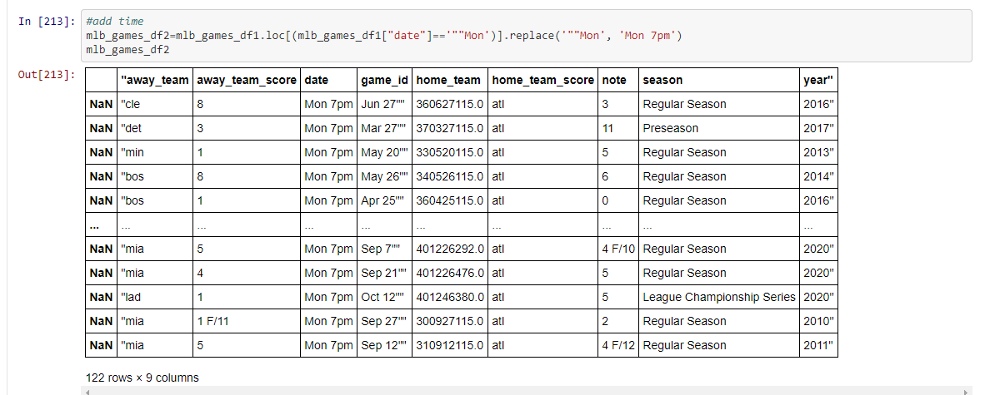 In [213]: #add time
mlb_games_df2=mlb_games_df1.loc[(mlb_games_df1["date"]=='""Mon')].replace('""Mon', 'Mon 7pm')
mlb_games_df2
Out[213]:
"away_team away_team_score date game_id home_team home_team_score note season year"
NaN "cle 8 Mon 7pm Jun 27"" 360627115.0 atl 3 Regular Season 2016"
NaN "det 3 Mon 7pm Mar 27"" 370327115.0 atl 11 Preseason 2017"
NaN "min 1 Mon 7pm May 20"" 330520115.0 atl 5 Regular Season 2013"
NaN "bos 8 Mon 7pm May 26"" 340526115.0 atl 6 Regular Season 2014"
NaN "bos 1 Mon 7pm Apr 25"" 360425115.0 atl 0 Regular Season 2016"
... ... ... ... ... ... ... ... ... ...
NaN "mia 5 Mon 7pm Sep 7"" 401226292.0 atl 4 F/10 Regular Season 2020"
NaN "mia 4 Mon 7pm Sep 21"" 401226476.0 atl 5 Regular Season 2020"
NaN "lad 1 Mon 7pm Oct 12"" 401246380.0 atl 5 League Championship Series 2020"
NaN "mia 1 F/11 Mon 7pm Sep 27"" 300927115.0 atl 2 Regular Season 2010"
NaN "mia 5 Mon 7pm Sep 12"" 310912115.0 atl 4 F/12 Regular Season 2011"
122 rows × 9 columns